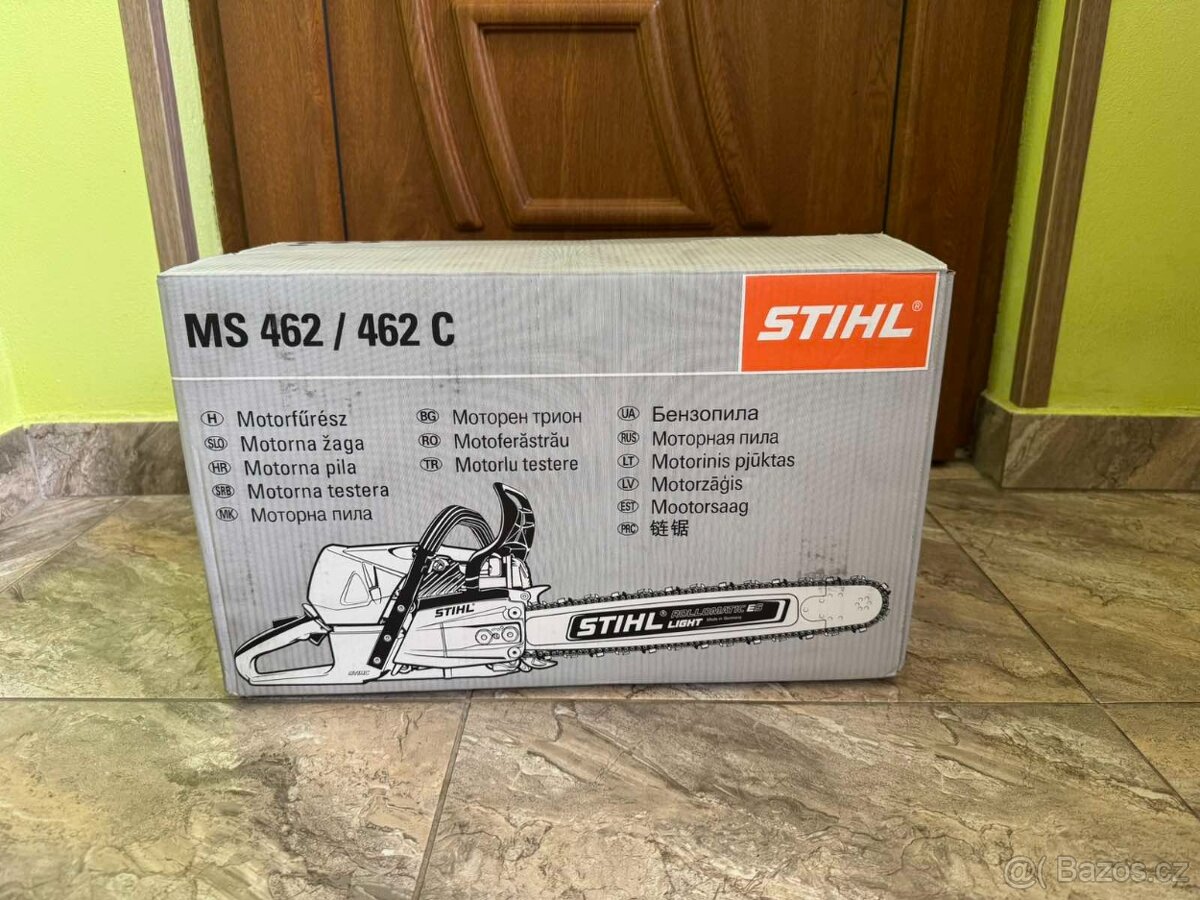 MS 462 / 462 C
STIHL®
H Motorfűrész
SLO Motorna žaga
HR Motorna pila
SRB Motorna testera
MK Моторна пила
BG Моторен трион
RO Motoferăstrău
TR Motorlu testere
UA Бензопила
RUS Моторная пила
LT Motorinis pjūktas
LV Motorzāģis
EST Mootorsaag
PRC 链锯
STIHL
STIHL® ROLLOMATIC ES
LIGHT Made in Germany
@( Bazos.cz